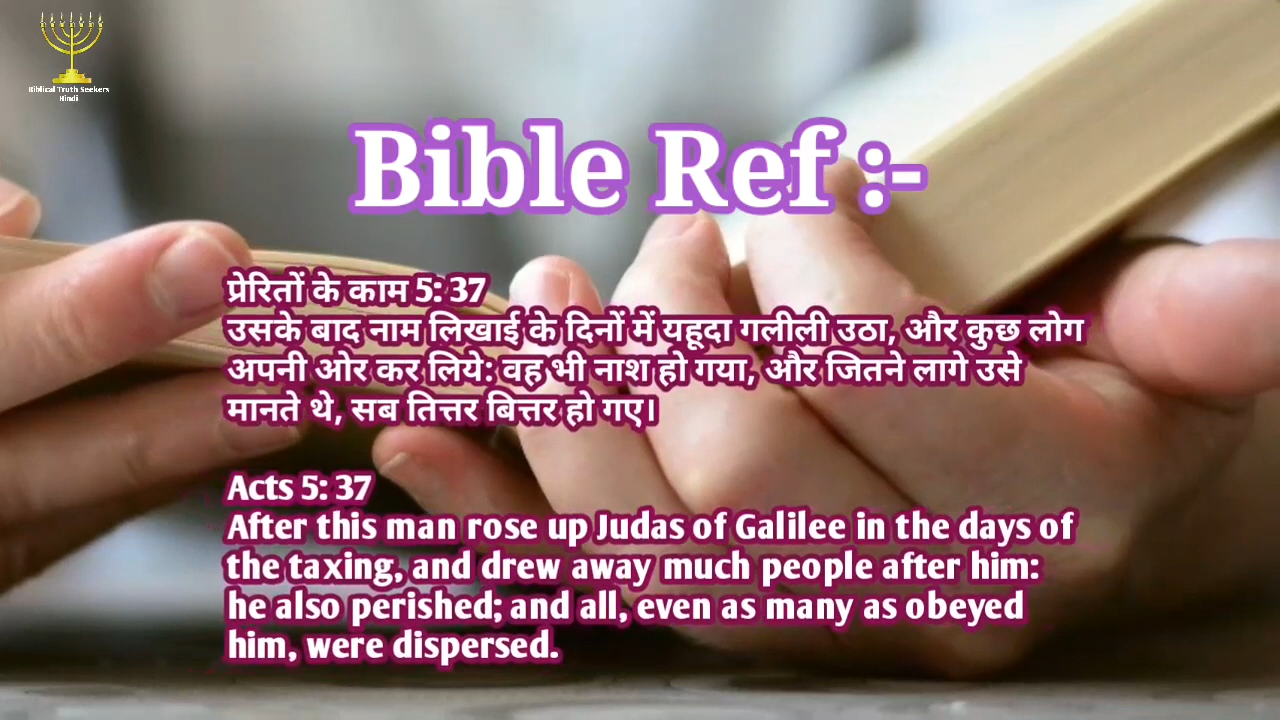 Biblical Truth Seekers
Hindi
Bible Ref :-
प्रेरितों के काम 5: 37
उसके बाद नाम लिखाई के दिनों में यहूदा गलीली उठा, और कुछ लोग
अपनी ओर कर लिये: वह भी नाश हो गया, और जितने लागे उसे
मानते थे, सब तित्तर बित्तर हो गए।
Acts 5: 37
After this man rose up Judas of Galilee in the days of
the taxing, and drew away much people after him:
he also perished; and all, even as many as obeyed
him, were dispersed.